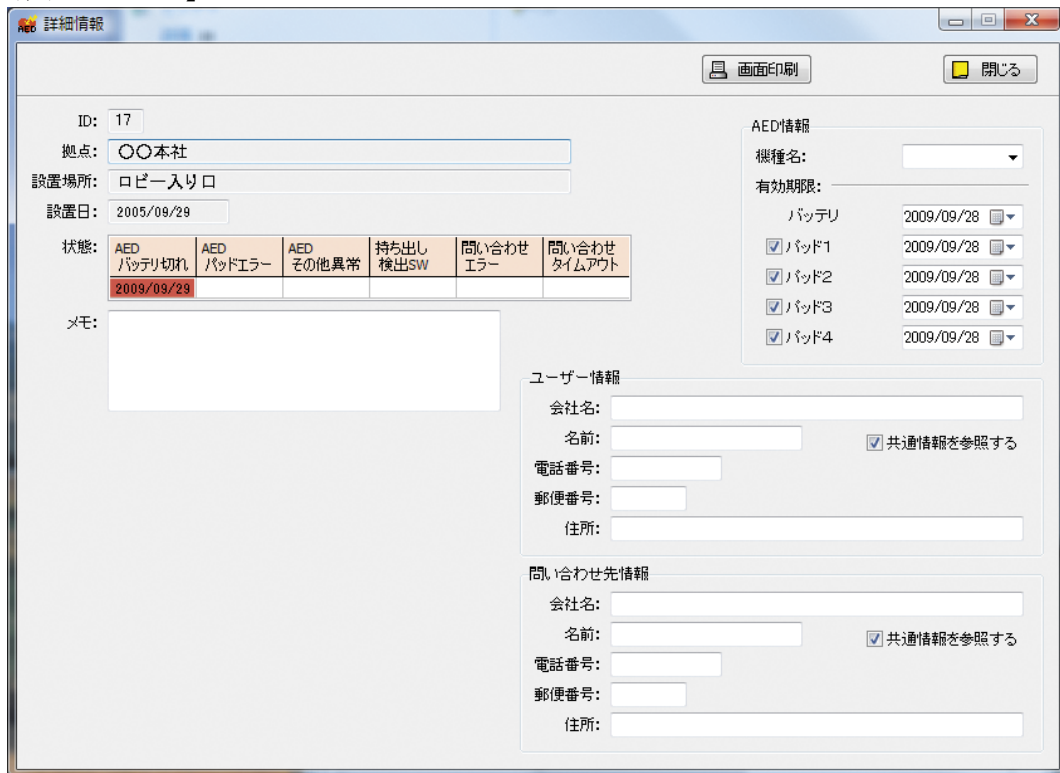 AED 詳細情報
画面印刷
閉じる
ID: 17
拠点: 〇〇本社
設置場所: ロビー入り口
設置日: 2005/09/29
状態:
AED バッテリ切れ
AED パッドエラー
AED その他異常
持ち出し 検出SW
問い合わせ エラー
問い合わせ タイムアウト
2009/09/29
メモ:
AED情報
機種名:
有効期限:
バッテリ 2009/09/28
パッド1 2009/09/28
パッド2 2009/09/28
パッド3 2009/09/28
パッド4 2009/09/28
ユーザー情報
会社名:
名前:
共通情報を参照する
電話番号:
郵便番号:
住所:
問い合わせ先情報
会社名:
名前:
共通情報を参照する
電話番号:
郵便番号:
住所: